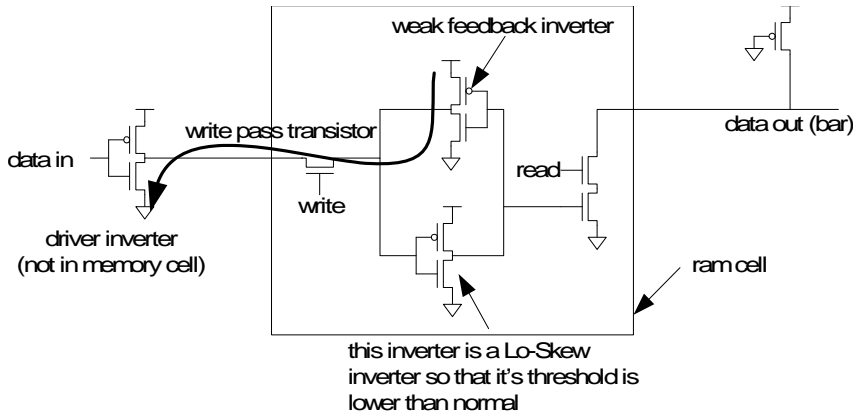 weak feedback inverter
write pass transistor
data out (bar)
data in
read
write
driver inverter
(not in memory cell)
ram cell
this inverter is a Lo-Skew
inverter so that it's threshold is
lower than normal